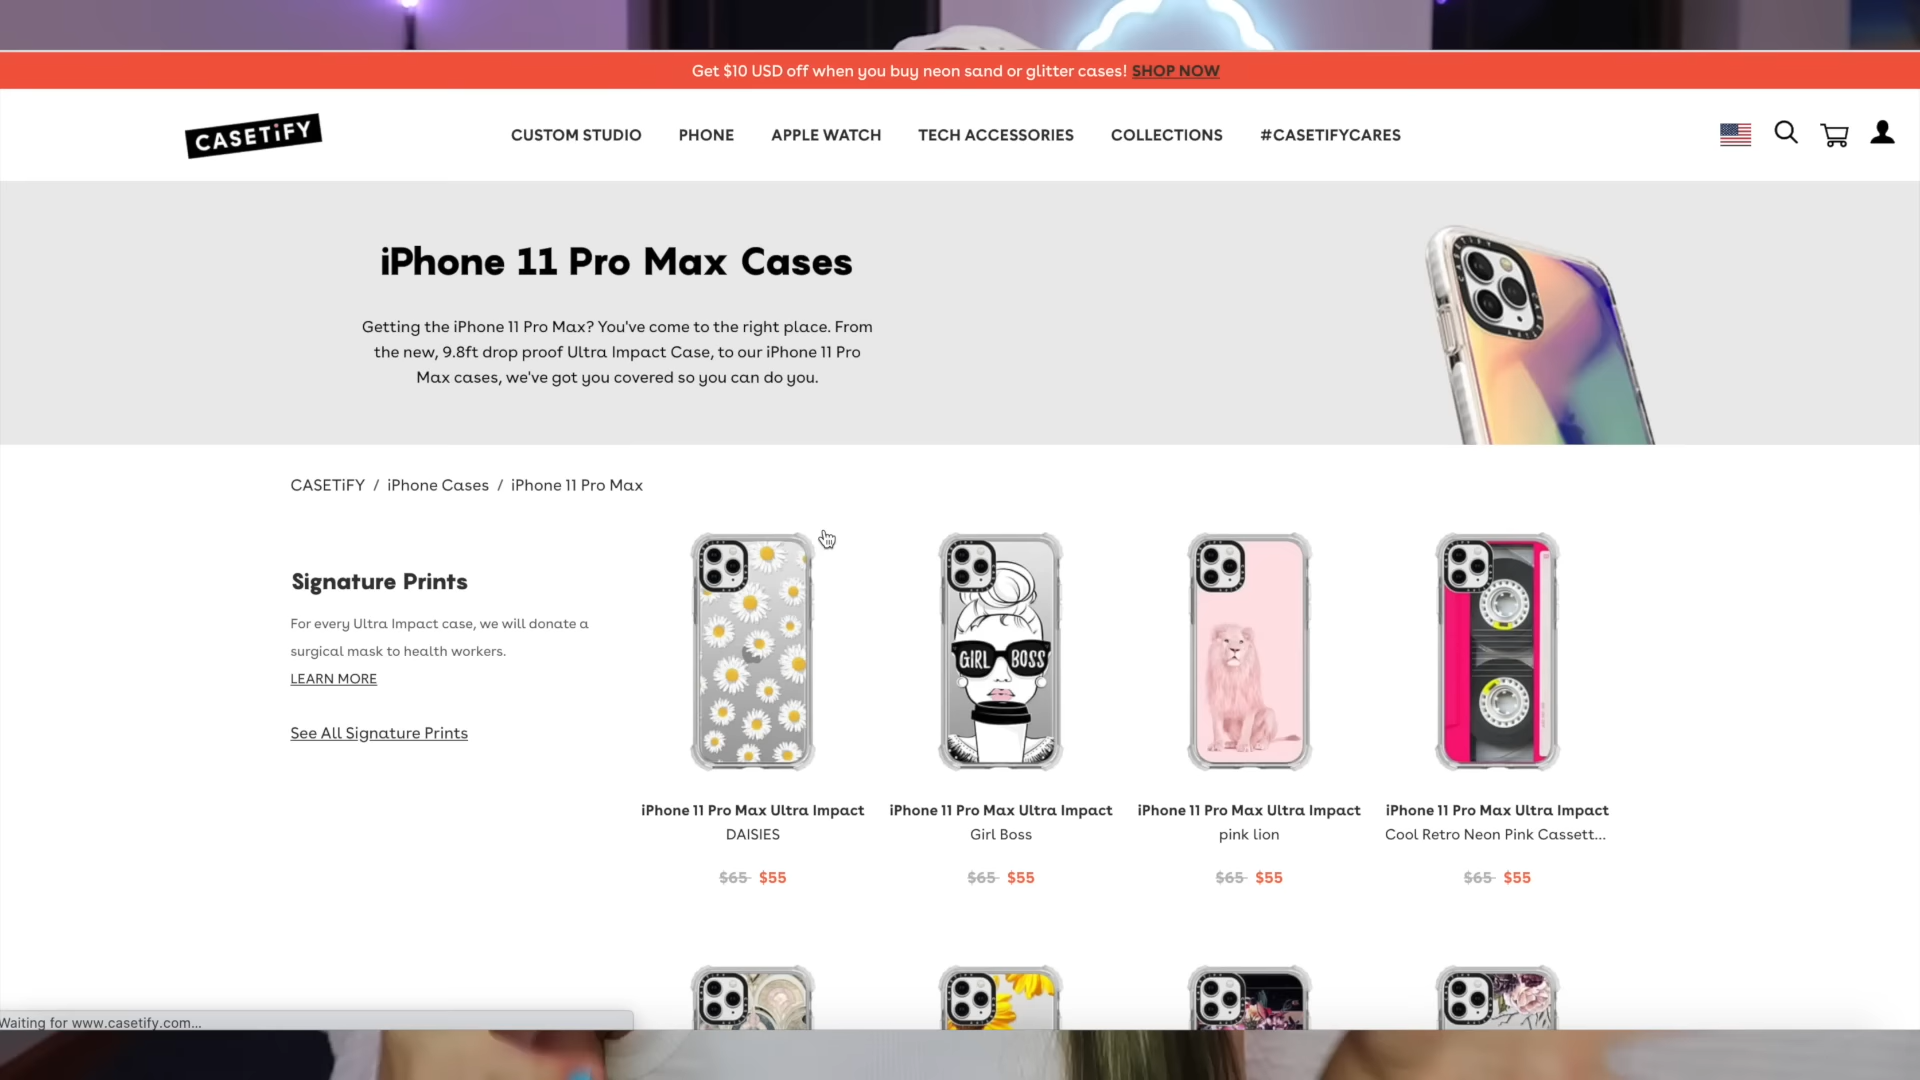 Get $10 USD off when you buy neon sand or glitter cases! SHOP NOW
CASETiFY
CUSTOM STUDIO PHONE APPLE WATCH TECH ACCESSORIES COLLECTIONS #CASETIFYCARES
iPhone 11 Pro Max Cases
Getting the iPhone 11 Pro Max? You've come to the right place. From
the new, 9.8ft drop proof Ultra Impact Case, to our iPhone 11 Pro
Max cases, we've got you covered so you can do you.
CASETiFY / iPhone Cases / iPhone 11 Pro Max
Signature Prints
For every Ultra Impact case, we will donate a
surgical mask to health workers.
LEARN MORE
See All Signature Prints
GIRL BOSS
iPhone 11 Pro Max Ultra Impact
DAISIES
$65 $55
iPhone 11 Pro Max Ultra Impact
Girl Boss
$65 $55
iPhone 11 Pro Max Ultra Impact
pink lion
$65 $55
iPhone 11 Pro Max Ultra Impact
Cool Retro Neon Pink Cassett...
$65 $55
Waiting for www.casetify.com...